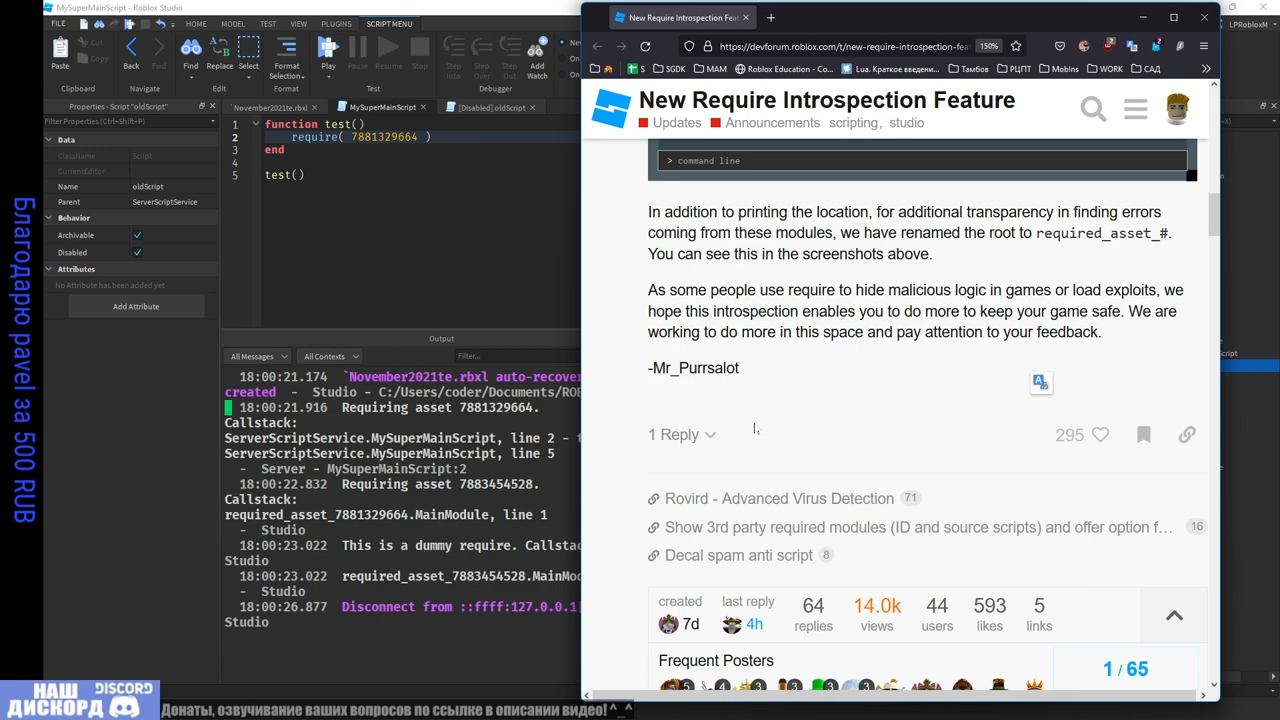 MySuperMainScript - Roblox Studio
FILE
HOME
MODEL
TEST
VIEW
PLUGINS
SCRIPT MENU
LPRobloxM
Paste
Cut
Copy
Back
Find
Replace
Select
Format
Selection
Play
Pause
Resume
Stop
Step
Into
Step
Over
Step
Out
Add
Watch
Clipboard
Navigate
Edit
Format
Test
Debugger
Properties - Script "oldScript"
Filter Properties (Ctrl+Shift+P)
Data
ClassName
Script
CurrentEditor
Name
oldScript
Parent
ServerScriptService
Behavior
Archivable
Disabled
Attributes
No Attribute has been added yet
Add Attribute
November2021te.rbxl
MySuperMainScript
[Disabled] oldScript
1 function test()
2 require( 7881329664 )
3 end
4
5 test()
Output
All Messages
All Contexts
Filter...
18:00:21.174 `November2021te.rbxl auto-recover
created - Studio - C:/Users/coder/Documents/ROB
18:00:21.916 Requiring asset 7881329664.
Callstack:
ServerScriptService.MySuperMainScript, line 2 - t
ServerScriptService.MySuperMainScript, line 5
- Server - MySuperMainScript:2
18:00:22.832 Requiring asset 7883454528.
Callstack:
required_asset_7881329664.MainModule, line 1
- Studio
18:00:23.022 This is a dummy require. Callstac
Studio
18:00:23.022 required_asset_7883454528.MainMo
- Studio
18:00:26.877 Disconnect from ::ffff:127.0.0.1
Studio
New Require Introspection Feat
https://devforum.roblox.com/t/new-require-introspection-fea
150%
S
SGDK
MAM
Roblox Education - Co...
Lua. Краткое введени...
Тамбов
РЦПТ
MobIns
WORK
САД
New Require Introspection Feature
Updates
Announcements
scripting, studio
> command line
In addition to printing the location, for additional transparency in finding errors
coming from these modules, we have renamed the root to required_asset_#.
You can see this in the screenshots above.
As some people use require to hide malicious logic in games or load exploits, we
hope this introspection enables you to do more to keep your game safe. We are
working to do more in this space and pay attention to your feedback.
-Mr_Purrsalot
1 Reply
295
Rovird - Advanced Virus Detection 71
Show 3rd party required modules (ID and source scripts) and offer option f... 16
Decal spam anti script 8
created
7d
last reply
4h
64
replies
14.0k
views
44
users
593
likes
5
links
Frequent Posters
1 / 65
Благодарю pavel за 500 RUB
НАШ
DISCORD
ДИСКОРД
Донаты, озвучивание ваших вопросов по ссылке в описании видео! ^_^